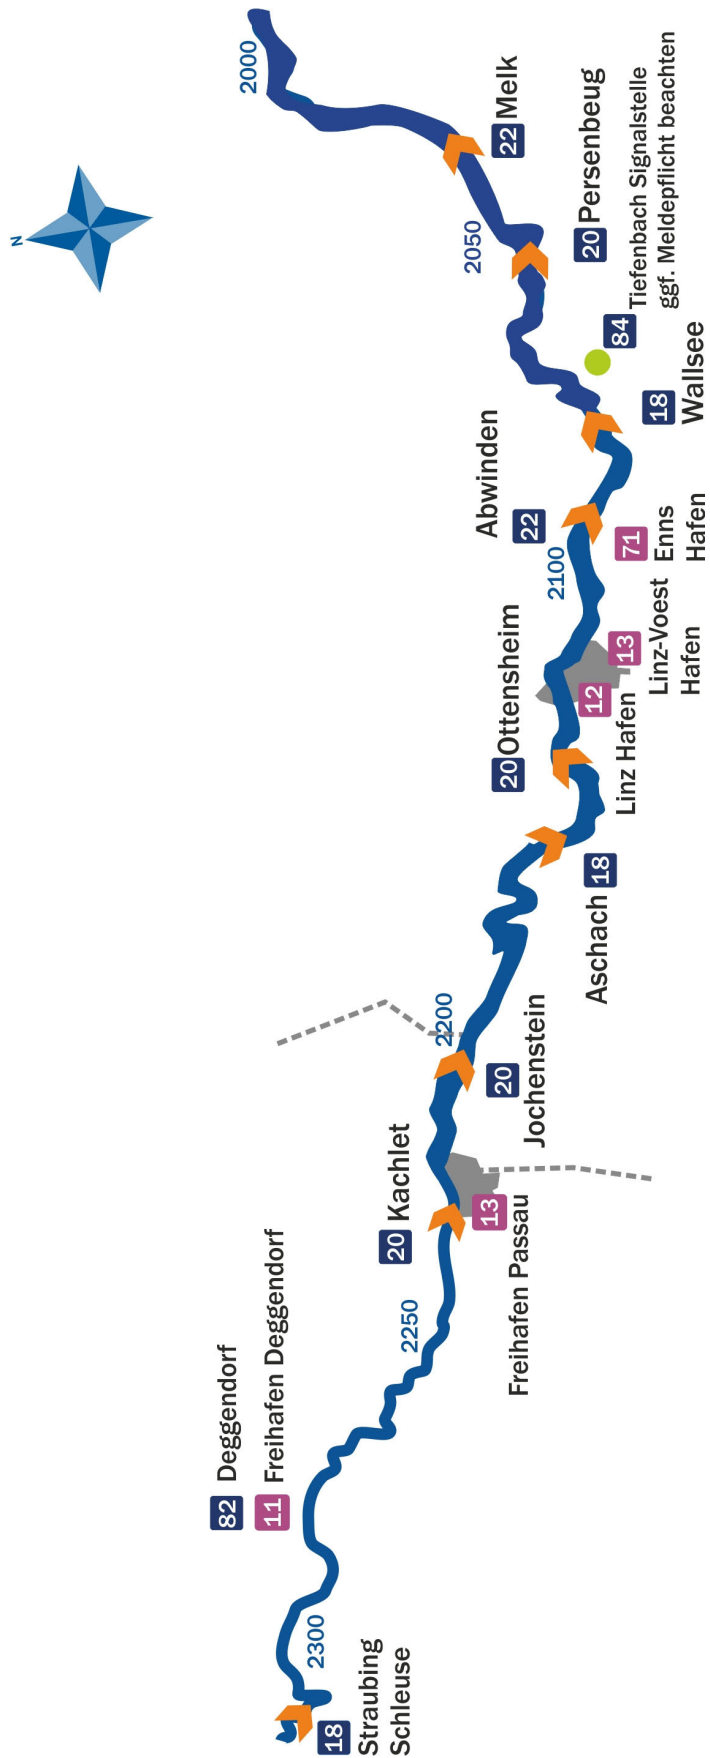 N
18
Straubing
Schleuse
2300
82 Deggendorf
11 Freihafen Deggendorf
2250
20 Kachlet
13
Freihafen Passau
2200
20
Jochenstein
Aschach 18
20 Ottensheim
12
Linz Hafen
13
Linz-Voest
Hafen
2100
Abwinden
22
71
Enns
Hafen
18
Wallsee
84
Tiefenbach Signalstelle
ggf. Meldepflicht beachten
2050
20 Persenbeug
22 Melk
2000